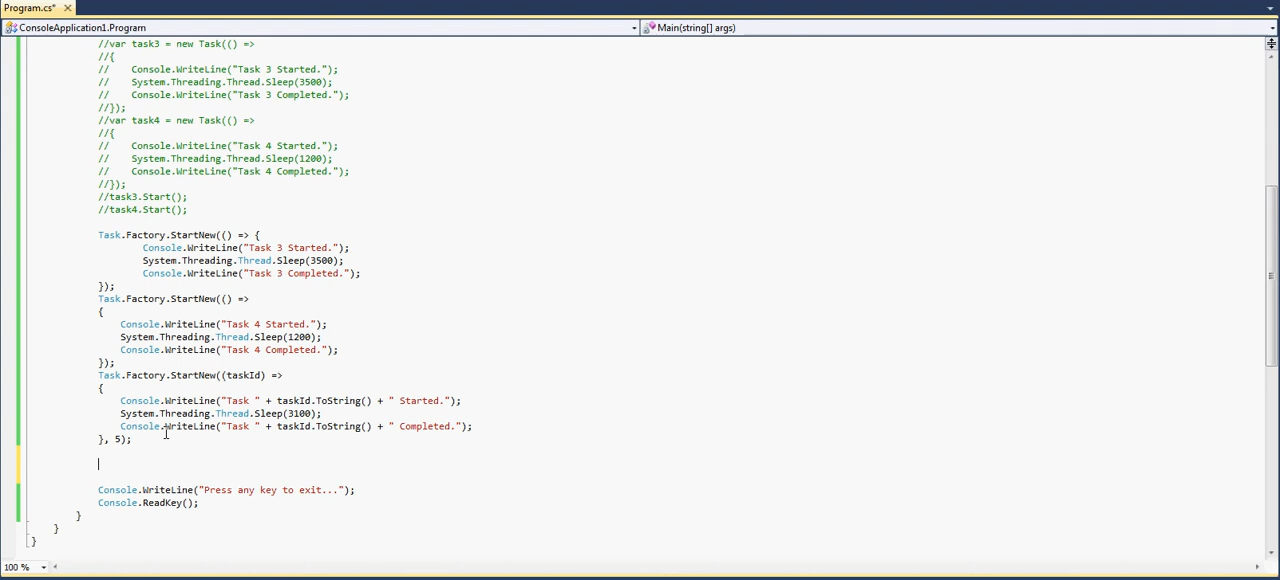 Program.cs*
ConsoleApplication1.Program
Main(string[] args)
//var task3 = new Task(() =>
//{
//    Console.WriteLine("Task 3 Started.");
//    System.Threading.Thread.Sleep(3500);
//    Console.WriteLine("Task 3 Completed.");
//});
//var task4 = new Task(() =>
//{
//    Console.WriteLine("Task 4 Started.");
//    System.Threading.Thread.Sleep(1200);
//    Console.WriteLine("Task 4 Completed.");
//});
//task3.Start();
//task4.Start();
Task.Factory.StartNew(() => {
Console.WriteLine("Task 3 Started.");
System.Threading.Thread.Sleep(3500);
Console.WriteLine("Task 3 Completed.");
});
Task.Factory.StartNew(() =>
{
Console.WriteLine("Task 4 Started.");
System.Threading.Thread.Sleep(1200);
Console.WriteLine("Task 4 Completed.");
});
Task.Factory.StartNew((taskId) =>
{
Console.WriteLine("Task " + taskId.ToString() + " Started.");
System.Threading.Thread.Sleep(3100);
Console.WriteLine("Task " + taskId.ToString() + " Completed.");
}, 5);
Console.WriteLine("Press any key to exit...");
Console.ReadKey();
}
}
}
100 %